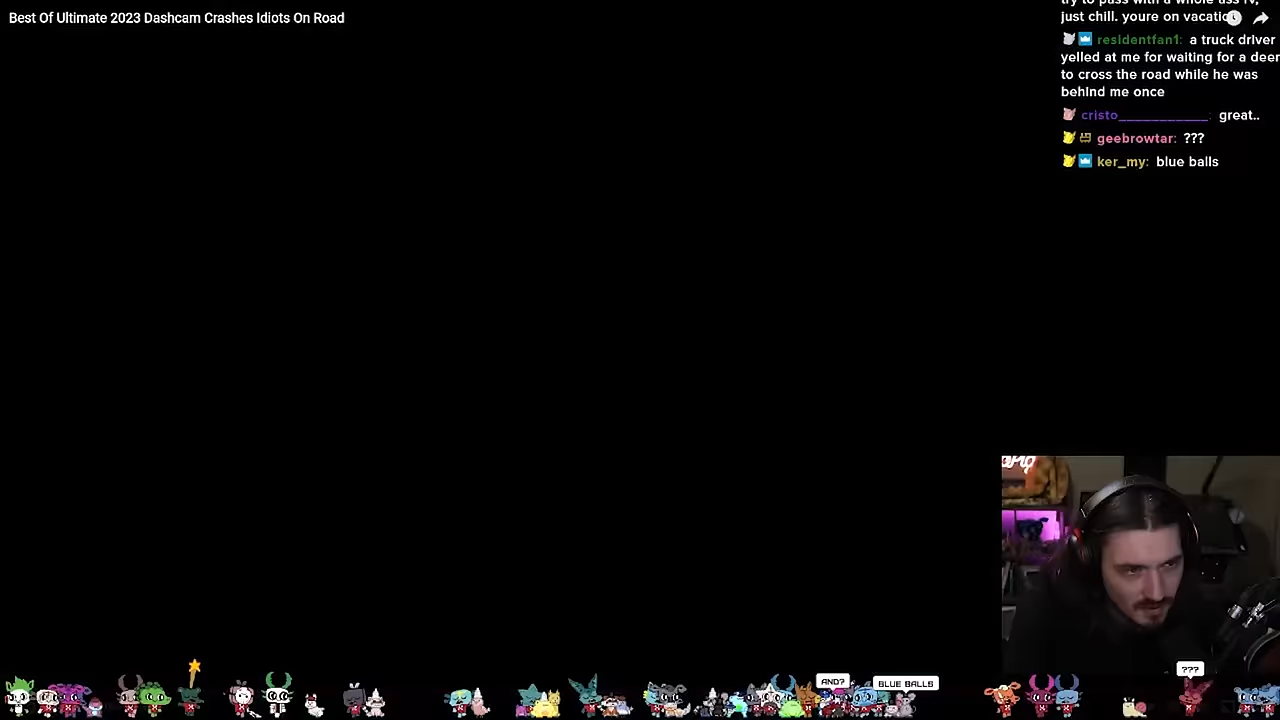 Best Of Ultimate 2023 Dashcam Crashes Idiots On Road
just chill. youre on vacatio
residentfan1: a truck driver
yelled at me for waiting for a deer
to cross the road while he was
behind me once
cristo___________: great..
geebrowtar: ???
ker_my: blue balls
AND?
BLUE BALLS
???